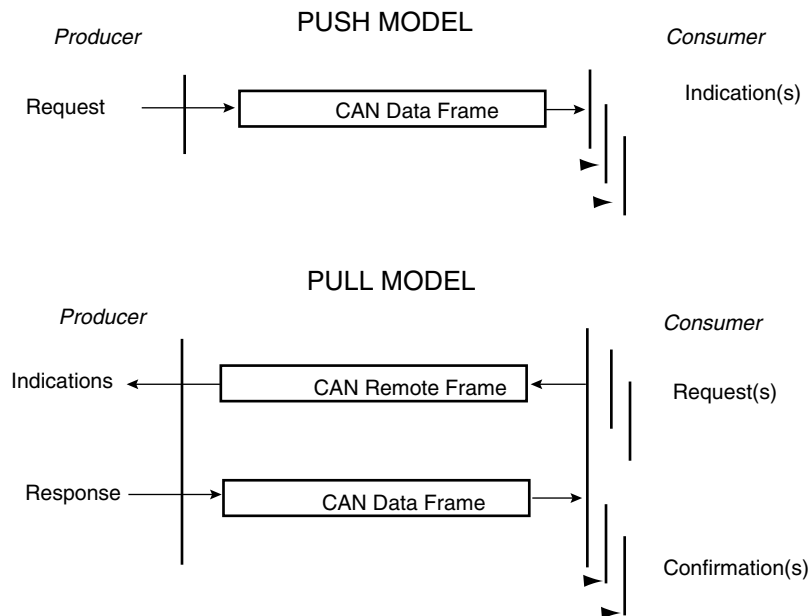 PUSH MODEL
Producer
Consumer
Request
CAN Data Frame
Indication(s)
PULL MODEL
Producer
Consumer
Indications
CAN Remote Frame
Request(s)
Response
CAN Data Frame
Confirmation(s)